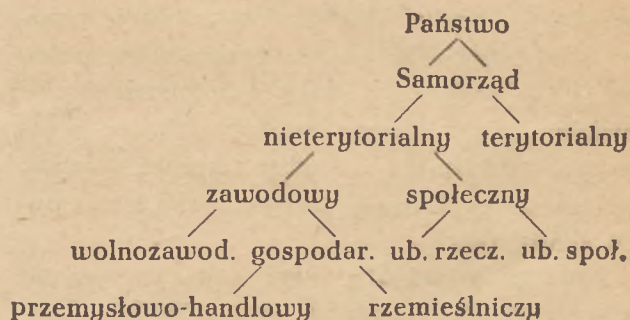 Państwo
Samorząd
nieterytorialny terytorialny
zawodowy społeczny
wolnozawod. gospodar. ub. rzecz. ub. społ.
przemysłowo-handlowy rzemieślniczy